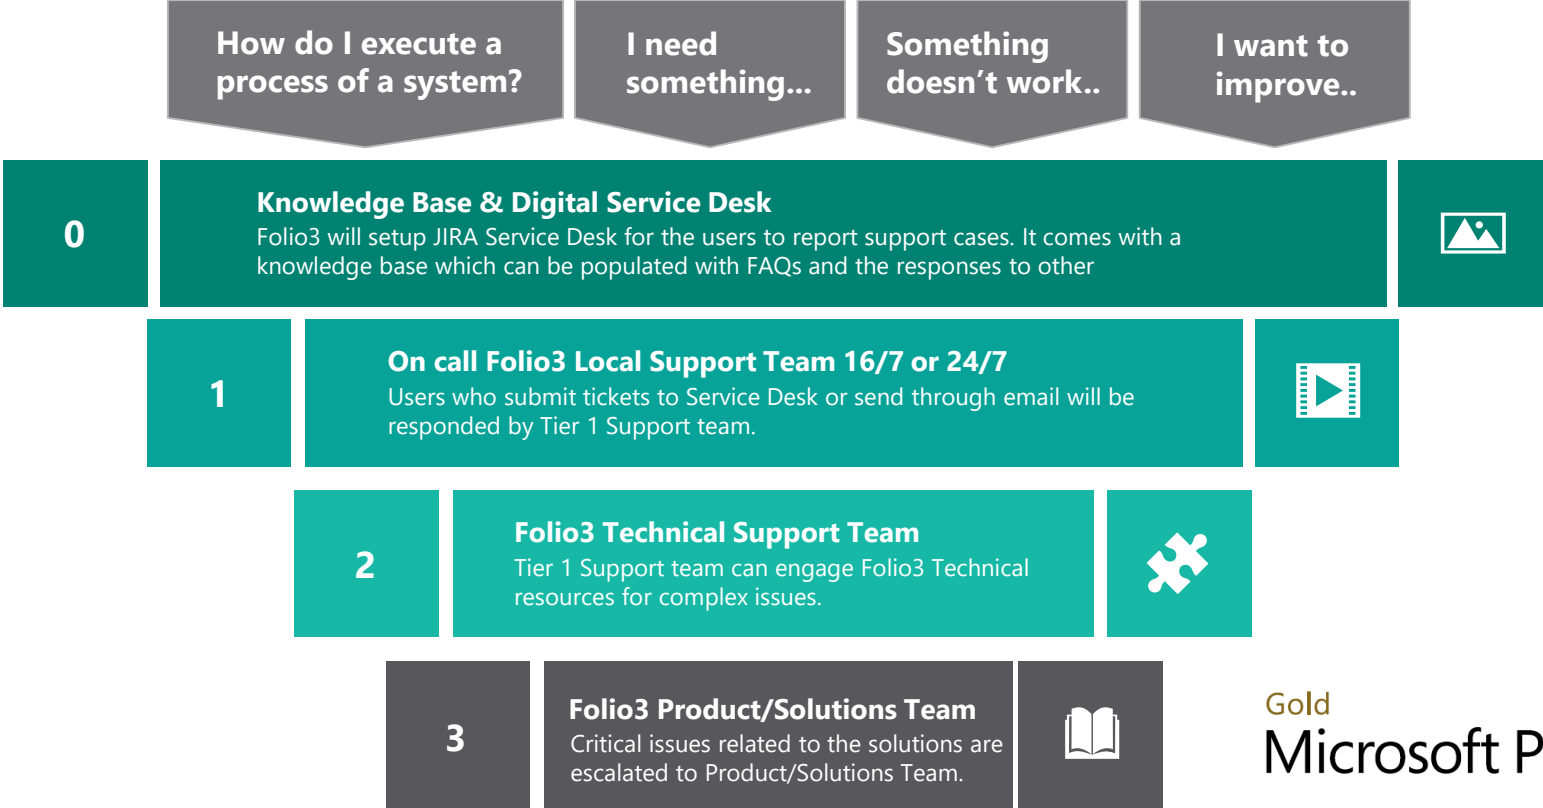 How do I execute a
process of a system?
I need
something...
Something
doesn't work..
I want to
improve..
0
Knowledge Base & Digital Service Desk
Folio3 will setup JIRA Service Desk for the users to report support cases. It comes with a
knowledge base which can be populated with FAQs and the responses to other
1
On call Folio3 Local Support Team 16/7 or 24/7
Users who submit tickets to Service Desk or send through email will be
responded by Tier 1 Support team.
2
Folio3 Technical Support Team
Tier 1 Support team can engage Folio3 Technical
resources for complex issues.
3
Folio3 Product/Solutions Team
Critical issues related to the solutions are
escalated to Product/Solutions Team.
Gold
Microsoft P